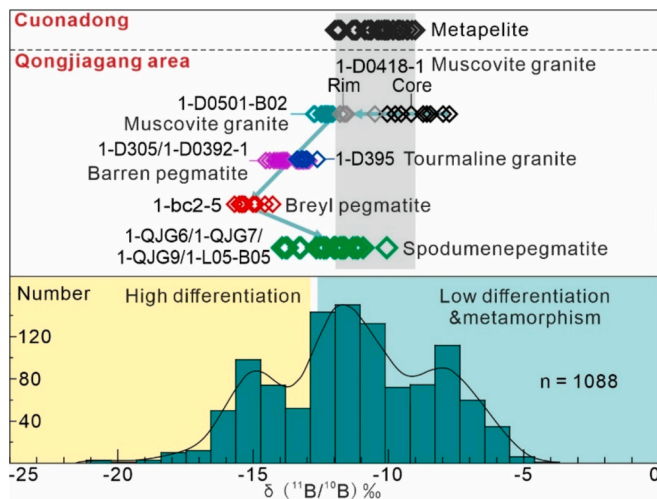 Cuonadong
Metapelite
Qongjiagang area
1-D0418-1 Muscovite granite
Rim Core
1-D0501-B02
Muscovite granite
1-D305/1-D0392-1
Barren pegmatite
1-D395 Tourmaline granite
1-bc2-5 Breyl pegmatite
1-QJG6/1-QJG7/
1-QJG9/1-L05-B05
Spodumenepegmatite
Number
High differentiation
Low differentiation
&metamorphism
120
80
n = 1088
40
-25 -20 -15 -10 -5 0
δ (¹¹B/¹⁰B) ‰